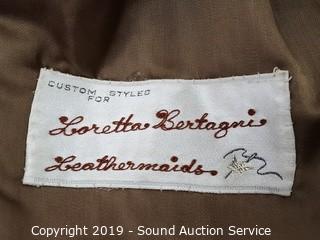 CUSTOM STYLED
FOR
Loretta Bertagni
Leathermaids
Copyright 2019 - Sound Auction Service